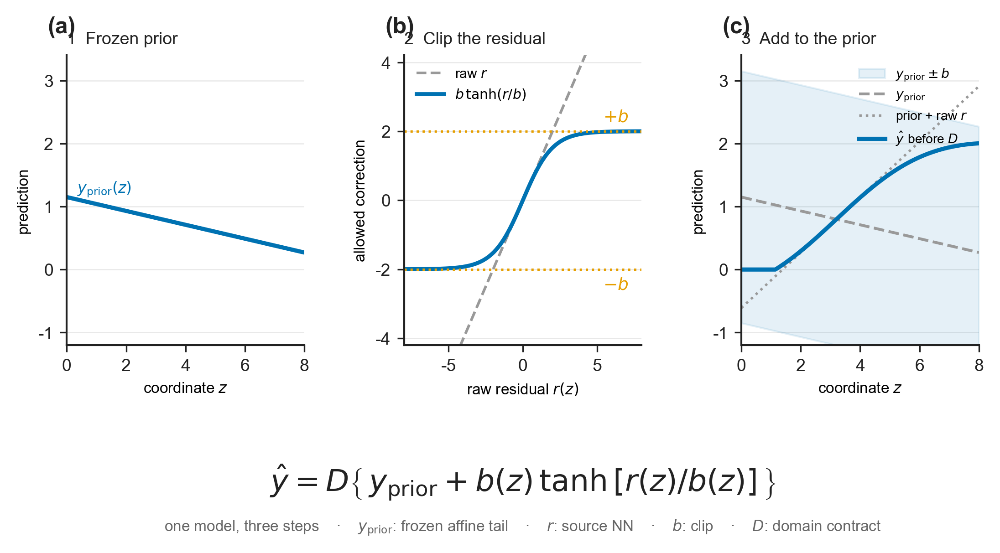 (a)
1 Frozen prior
3
2
1
0
-1
prediction
y_prior(z)
0 2 4 6 8
coordinate z
(b)
2 Clip the residual
4
2
0
-2
-4
allowed correction
raw r
b tanh(r/b)
+b
−b
-5 0 5
raw residual r(z)
(c)
3 Add to the prior
3
2
1
0
-1
prediction
y_prior ± b
y_prior
prior + raw r
ŷ before D
0 2 4 6 8
coordinate z
ŷ = D{ y_prior + b(z) tanh [r(z)/b(z)] }
one model, three steps · y_prior: frozen affine tail · r: source NN · b: clip · D: domain contract